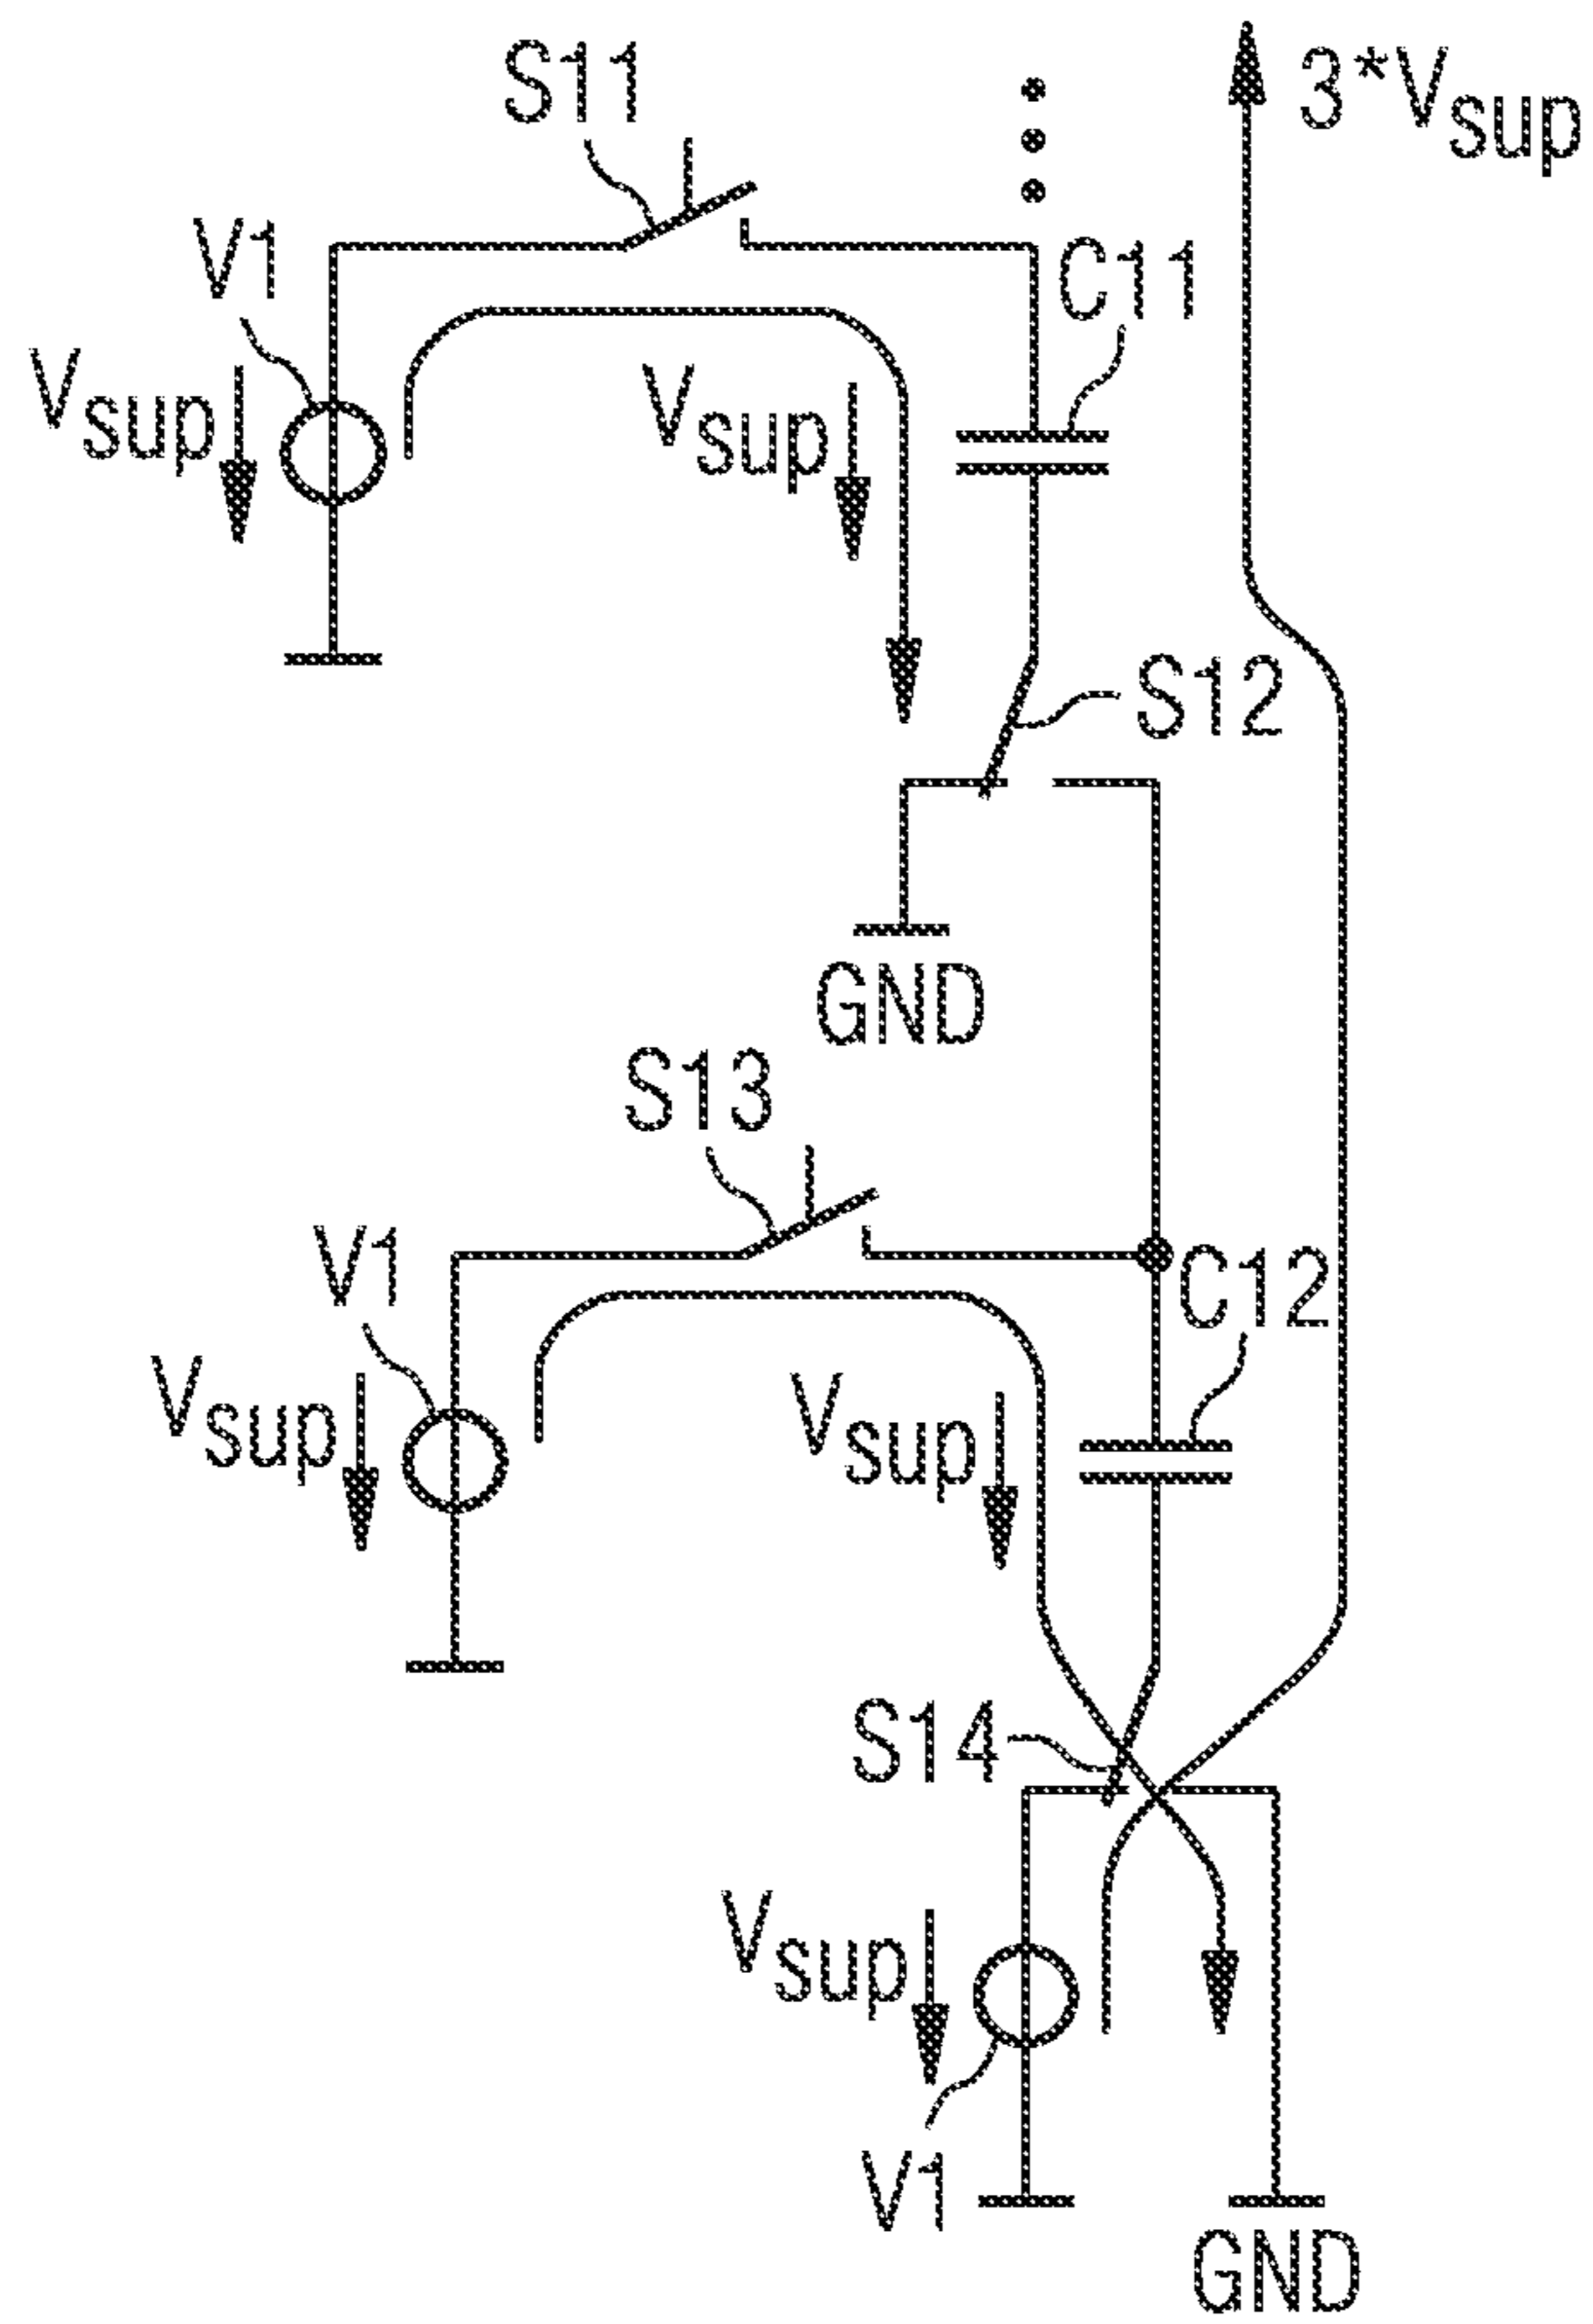 S11
3*Vsup
V1
C11
Vsup
Vsup
S12
GND
S13
V1
C12
Vsup
Vsup
S14
Vsup
V1
GND